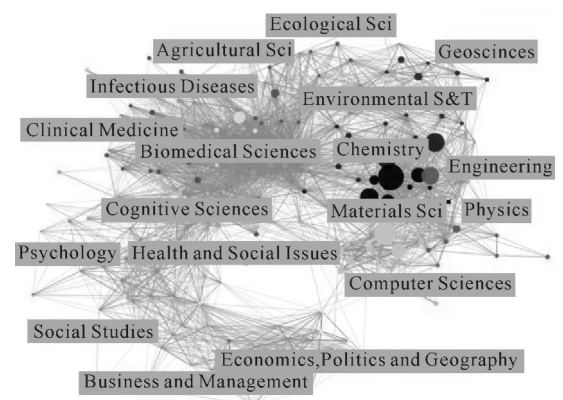 Ecological Sci
Agricultural Sci
Geoscinces
Infectious Diseases
Environmental S&T
Clinical Medicine
Biomedical Sciences
Chemistry
Engineering
Cognitive Sciences
Materials Sci
Physics
Psychology
Health and Social Issues
Computer Sciences
Social Studies
Economics,Politics and Geography
Business and Management